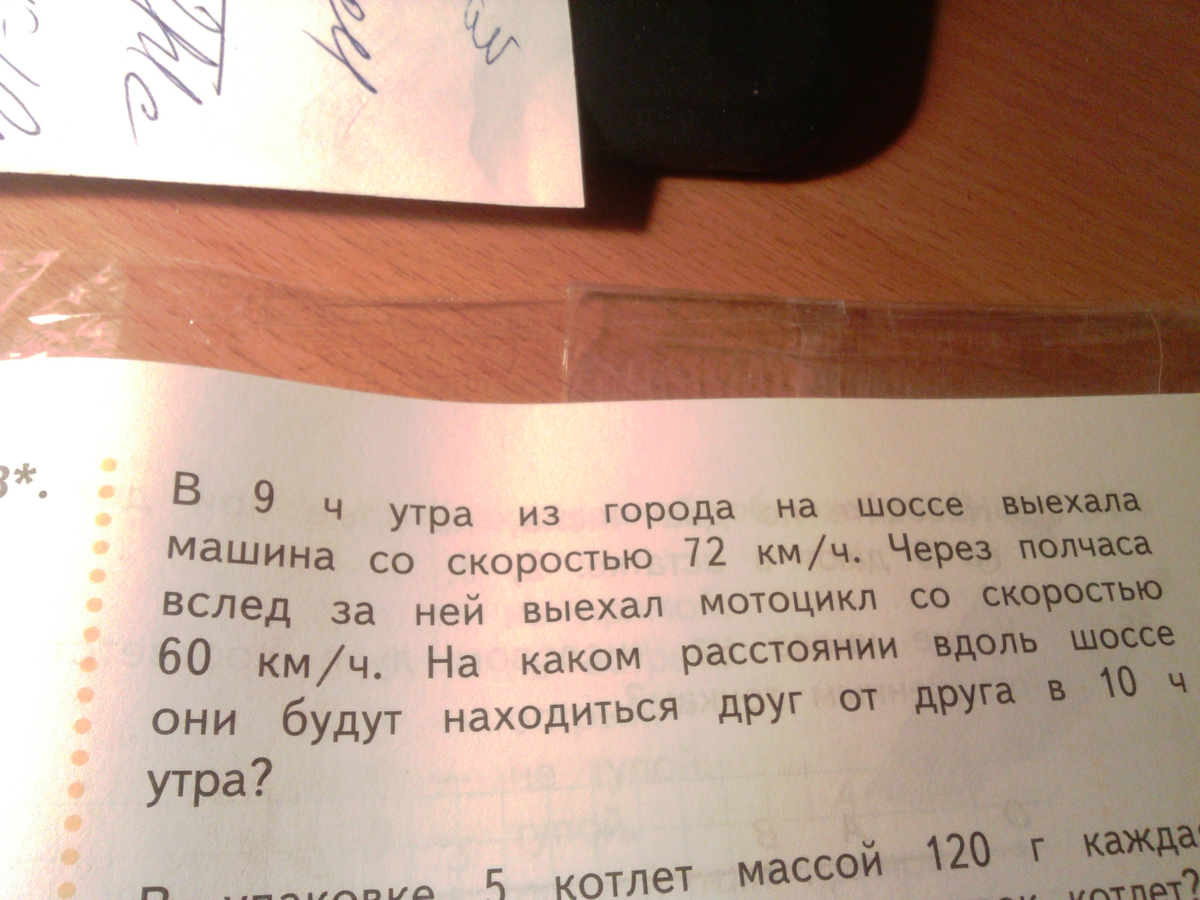 3*.
В 9 ч утра из города на шоссе выехала
машина со скоростью 72 км/ч. Через полчаса
вслед за ней выехал мотоцикл со скоростью
60 км/ч. На каком расстоянии вдоль шоссе
они будут находиться друг от друга в 10 ч
утра?
В упаковке 5 котлет массой 120 г кажда
котлет?